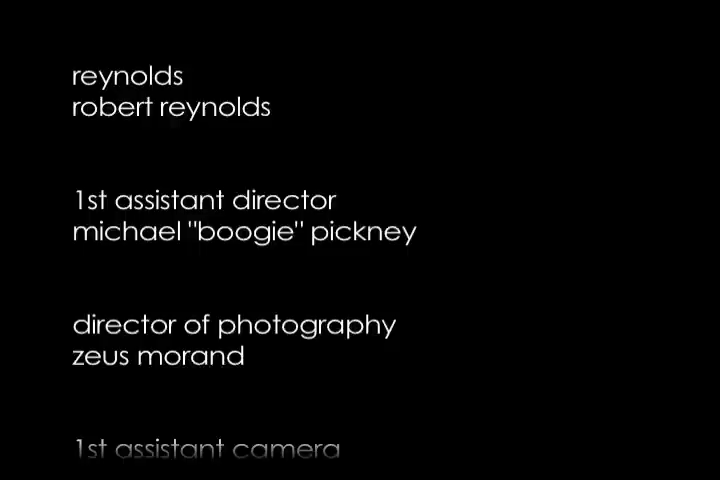 reynolds
robert reynolds
1st assistant director
michael "boogie" pickney
director of photography
zeus morand
1st assistant camera